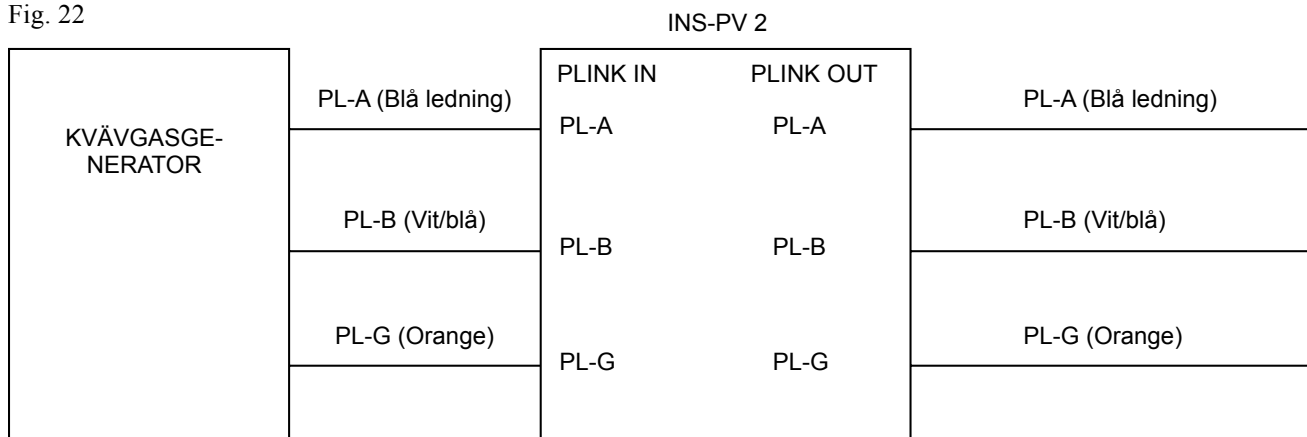 Fig. 22
INS-PV 2
KVÄVGASGE-
NERATOR
PL-A (Blå ledning)
PL-B (Vit/blå)
PL-G (Orange)
PLINK IN
PL-A
PL-B
PL-G
PLINK OUT
PL-A
PL-B
PL-G
PL-A (Blå ledning)
PL-B (Vit/blå)
PL-G (Orange)